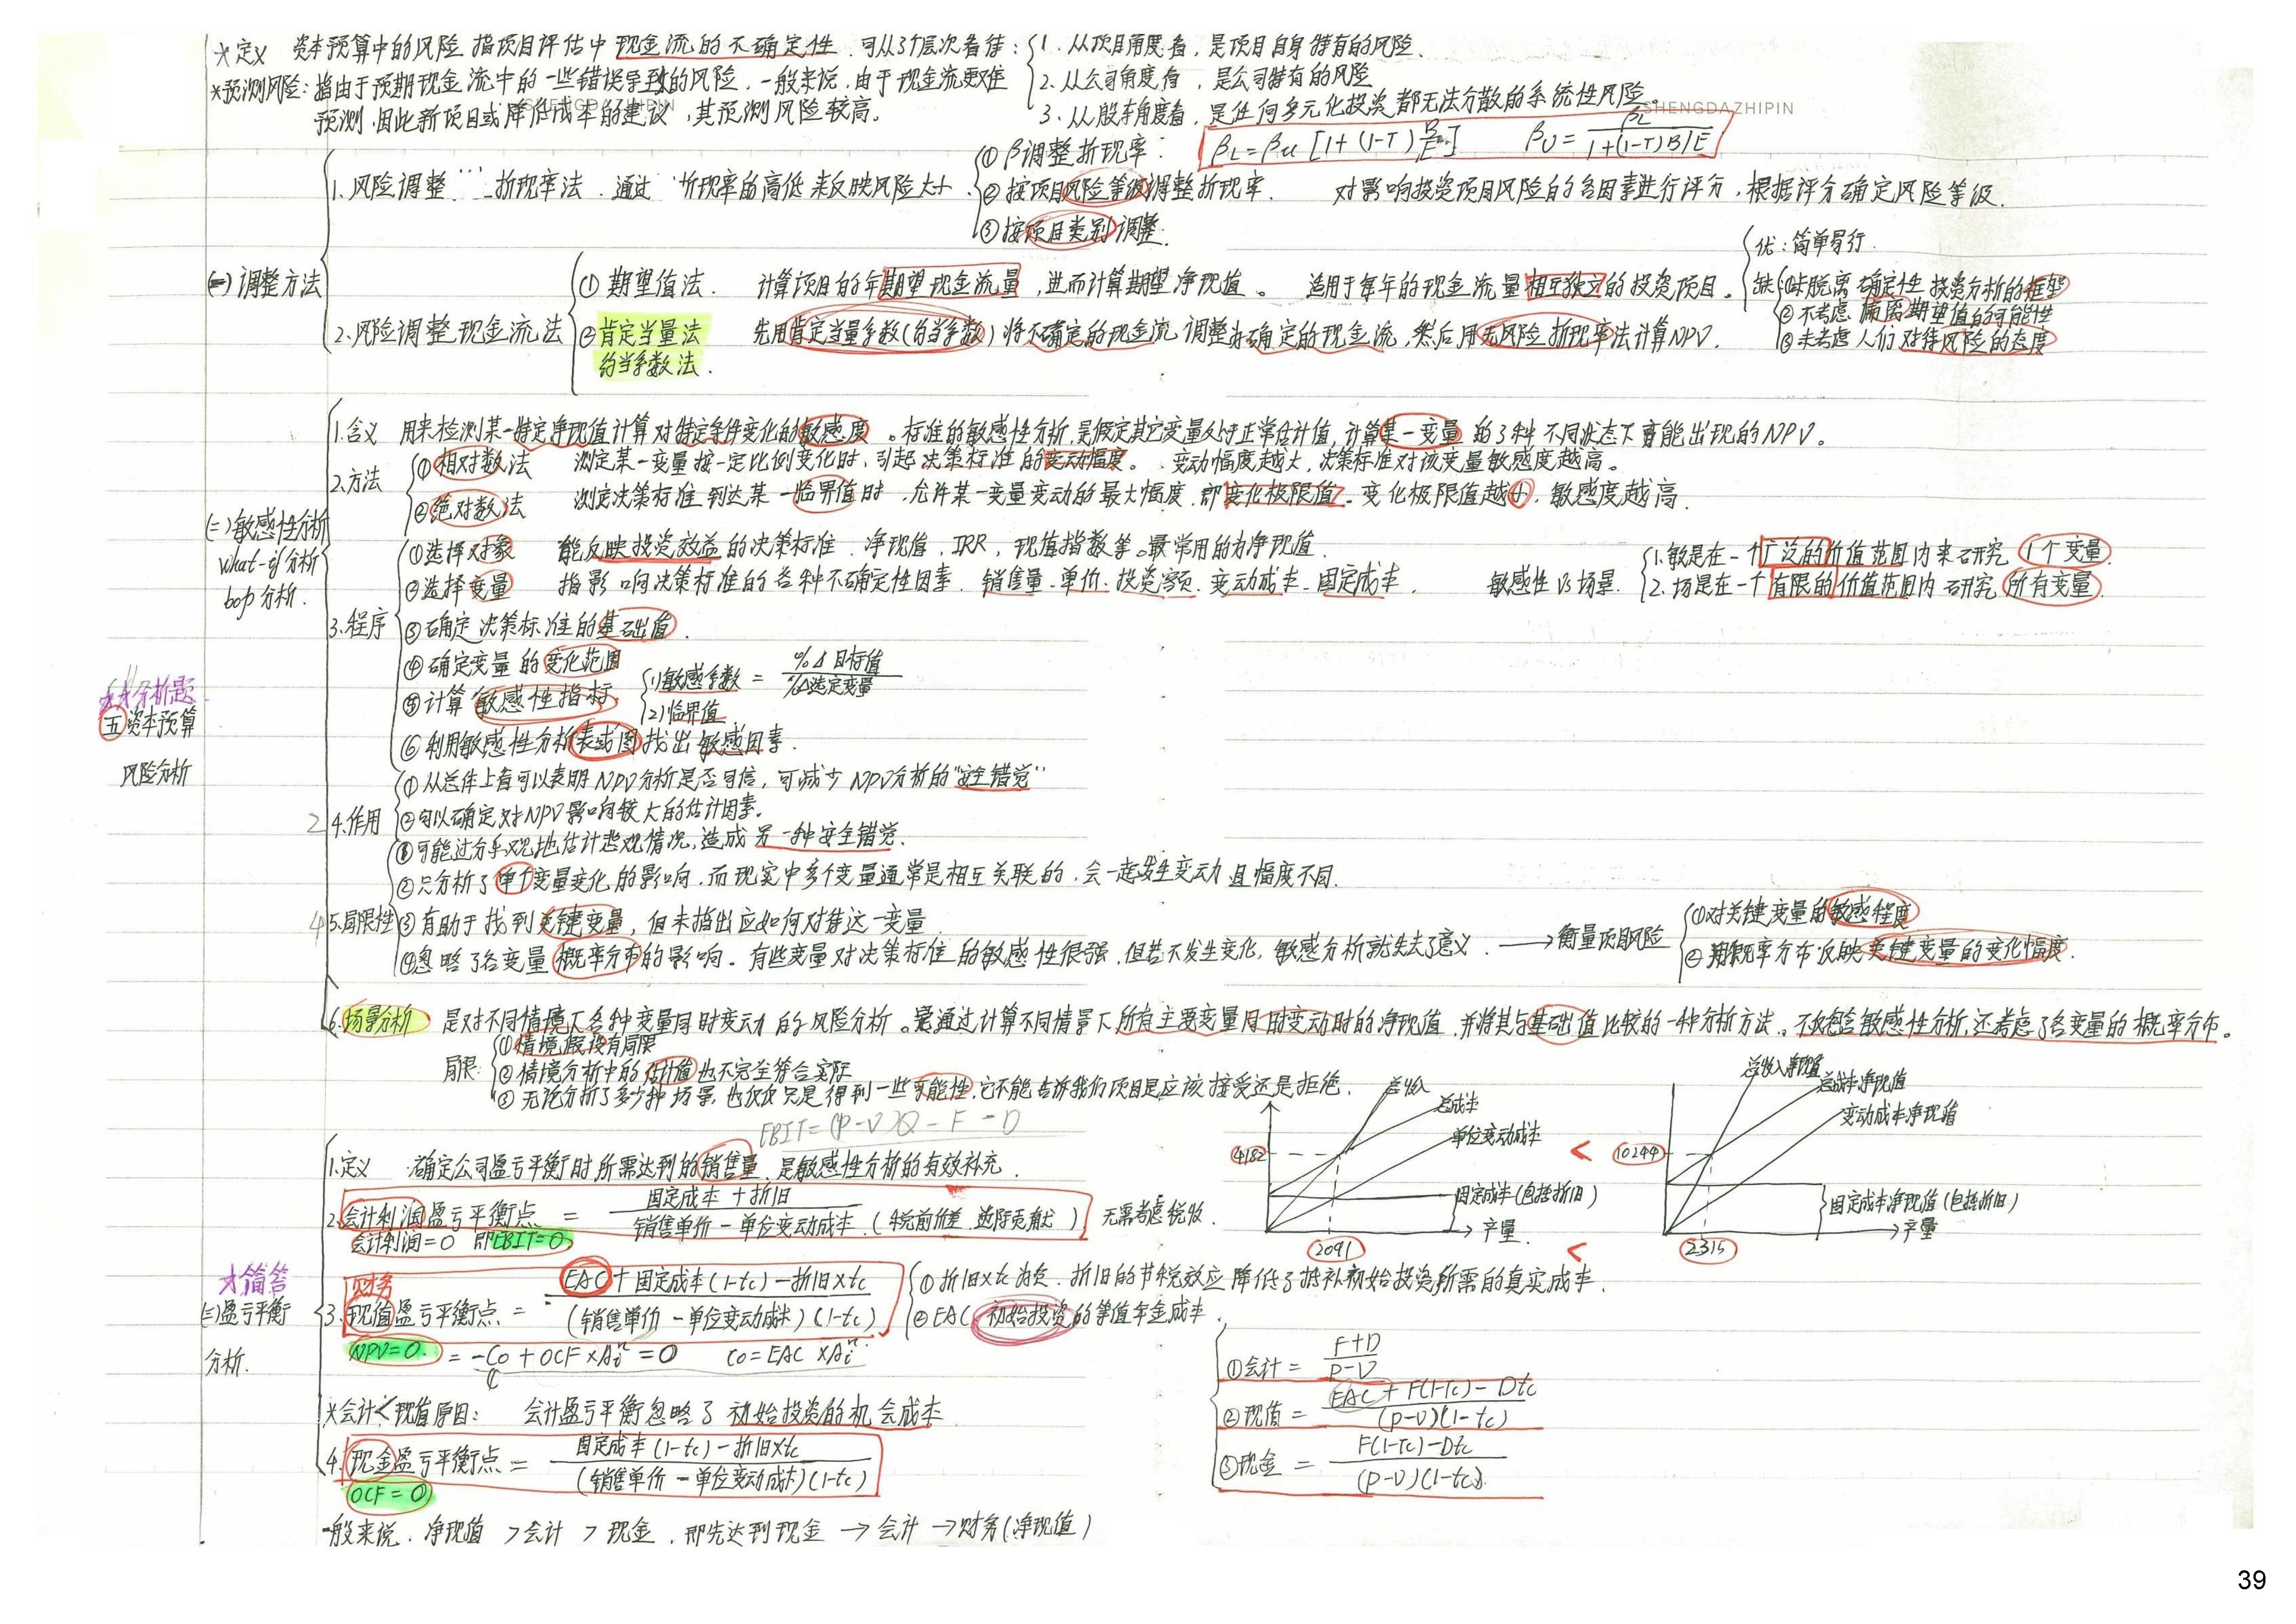 *定义 资本预算中的风险 指项目评估中 现金流的不确定性. 可从3个层次看待:
1. 从项目角度看, 是项目自身特有的风险.
2. 从公司角度看, 是公司特有的风险
3. 从股东角度看, 是任何多元化投资都无法分散的系统性风险。
*预测风险: 指由于预期现金流中的一些错误导致的风险. 一般来说, 由于现金流更难
预测, 因此新项目或降低成本的建议, 其预测风险较高。
SHENGDAZHIPIN
SHENGDAZHIPIN
五 资本预算
风险分析
**分析题
(一) 调整方法
1. 风险调整 折现率法. 通过 折现率的高低来反映风险大小
① β调整折现率: βL=βu [1+(1-T) B/E] βU= βL / 1+(1-T)B/E
② 按项目风险等级调整折现率. 对影响投资项目风险的各因素进行评分, 根据评分确定风险等级.
③ 按项目类别调整.
2. 风险调整现金流法
① 期望值法. 计算项目的年期望现金流量, 进而计算期望净现值。 适用于每年的现金流量相互独立的投资项目。
优: 简单易行.
缺 ①未脱离确定性投资分析的框架
② 不考虑偏离期望值的可能性
③ 未考虑人们对待风险的态度
② 肯定当量法 先用肯定当量系数(约当系数)将不确定的现金流调整为确定的现金流, 然后用无风险折现率法计算NPV.
约当系数法.
(二) 敏感性分析
what-if分析
bop分析.
1. 含义 用来检测某一特定净现值计算对特定条件变化的敏感度。标准的敏感性分析, 是假定其它变量处于正常估计值, 计算某一变量的3种不同状态下可能出现的NPV。
2. 方法
① 相对数法 测定某一变量按一定比例变化时, 引起决策标准的变动幅度。变动幅度越大, 决策标准对该变量敏感度越高。
② 绝对数法 测定决策标准到达某一临界值时, 允许某一变量变动的最大幅度, 即变化极限值。变化极限值越小, 敏感度越高.
3. 程序
① 选择对象 能反映投资效益的决策标准. 净现值, IRR, 现值指数等。最常用的为净现值.
② 选择变量 指影响决策标准的各种不确定性因素. 销售量. 单价. 投资额. 变动成本. 固定成本.
敏感性 VS 场景.
1. 敏是在一个广泛的价值范围内来研究 1个变量.
2. 场是在一个有限的价值范围内研究所有变量.
③ 确定决策标准的基础值.
④ 确定变量的变化范围
⑤ 计算敏感性指标
1)敏感系数 = %Δ目标值 / %Δ选定变量
2)临界值
⑥ 利用敏感性分析表或图找出敏感因素.
2 4. 作用
① 从总体上看可以表明NPV分析是否可信, 可减少NPV分析的"安全错觉"
② 可以确定对NPV影响较大的估计因素.
4 5. 局限性
① 可能过分乐观地估计悲观情况, 造成另一种安全错觉.
② 只分析了单个变量变化的影响, 而现实中多个变量通常是相互关联的, 会一起发生变动且幅度不同.
③ 有助于找到关键变量, 但未指出应如何对待这一变量
④ 忽略了各变量概率分布的影响。有些变量对决策标准的敏感性很强, 但若不发生变化, 敏感分析就失去了意义. → 衡量项目风险
① 对关键变量的敏感程度
② 用概率分布反映关键变量的变化幅度.
6. 场景分析 是对不同情境下各种变量同时变动的风险分析。是通过计算不同情景下所有主要变量同时变动时的净现值, 并将其与基础值比较的一种分析方法. 不仅包含敏感性分析, 还考虑了各变量的概率分布。
局限:
① 情境假设有局限
② 情境分析中的估计值也不完全符合实际
③ 无论分析了多少种场景, 也仅仅只是得到一些可能性, 它不能告诉我们项目是应该接受还是拒绝.
EBIT=(P-V)Q-F-D
*简答
(三) 盈亏平衡
分析.
1. 定义 确定公司盈亏平衡时所需达到的销售量, 是敏感性分析的有效补充.
2. 会计利润盈亏平衡点 = 固定成本+折旧 / 销售单价-单位变动成本. (税前价差 边际贡献) 无需考虑税收.
会计利润=0 即EBIT=0
财务
3. 现值盈亏平衡点 = EAC+固定成本(1-tc)-折旧×tc / (销售单价-单位变动成本)(1-tc)
① 折旧×tc为负. 折旧的节税效应降低了抵补初始投资所需的真实成本.
② EAC 初始投资的等值年金成本.
NPV=0. = -C0+OCF×Aiⁿ=0 C0=EAC×Aiⁿ
*会计<现值原因: 会计盈亏平衡忽略了初始投资的机会成本
4. 现金盈亏平衡点 = 固定成本(1-tc)-折旧×tc / (销售单价-单位变动成本)(1-tc)
OCF=0
一般来说. 净现值>会计>现金. 即先达到现金→会计→财务(净现值)
总收入
总成本
单位变动成本
4182
固定成本(包括折旧)
产量.
2091
<
<
总收入净现值
总成本净现值
变动成本净现值
10244
固定成本净现值(包括折旧)
产量
2315
① 会计 = F+D / P-V
② 现值 = EAC+F(1-Tc)-Dtc / (P-V)(1-tc)
③ 现金 = F(1-Tc)-Dtc / (P-V)(1-tc).
39